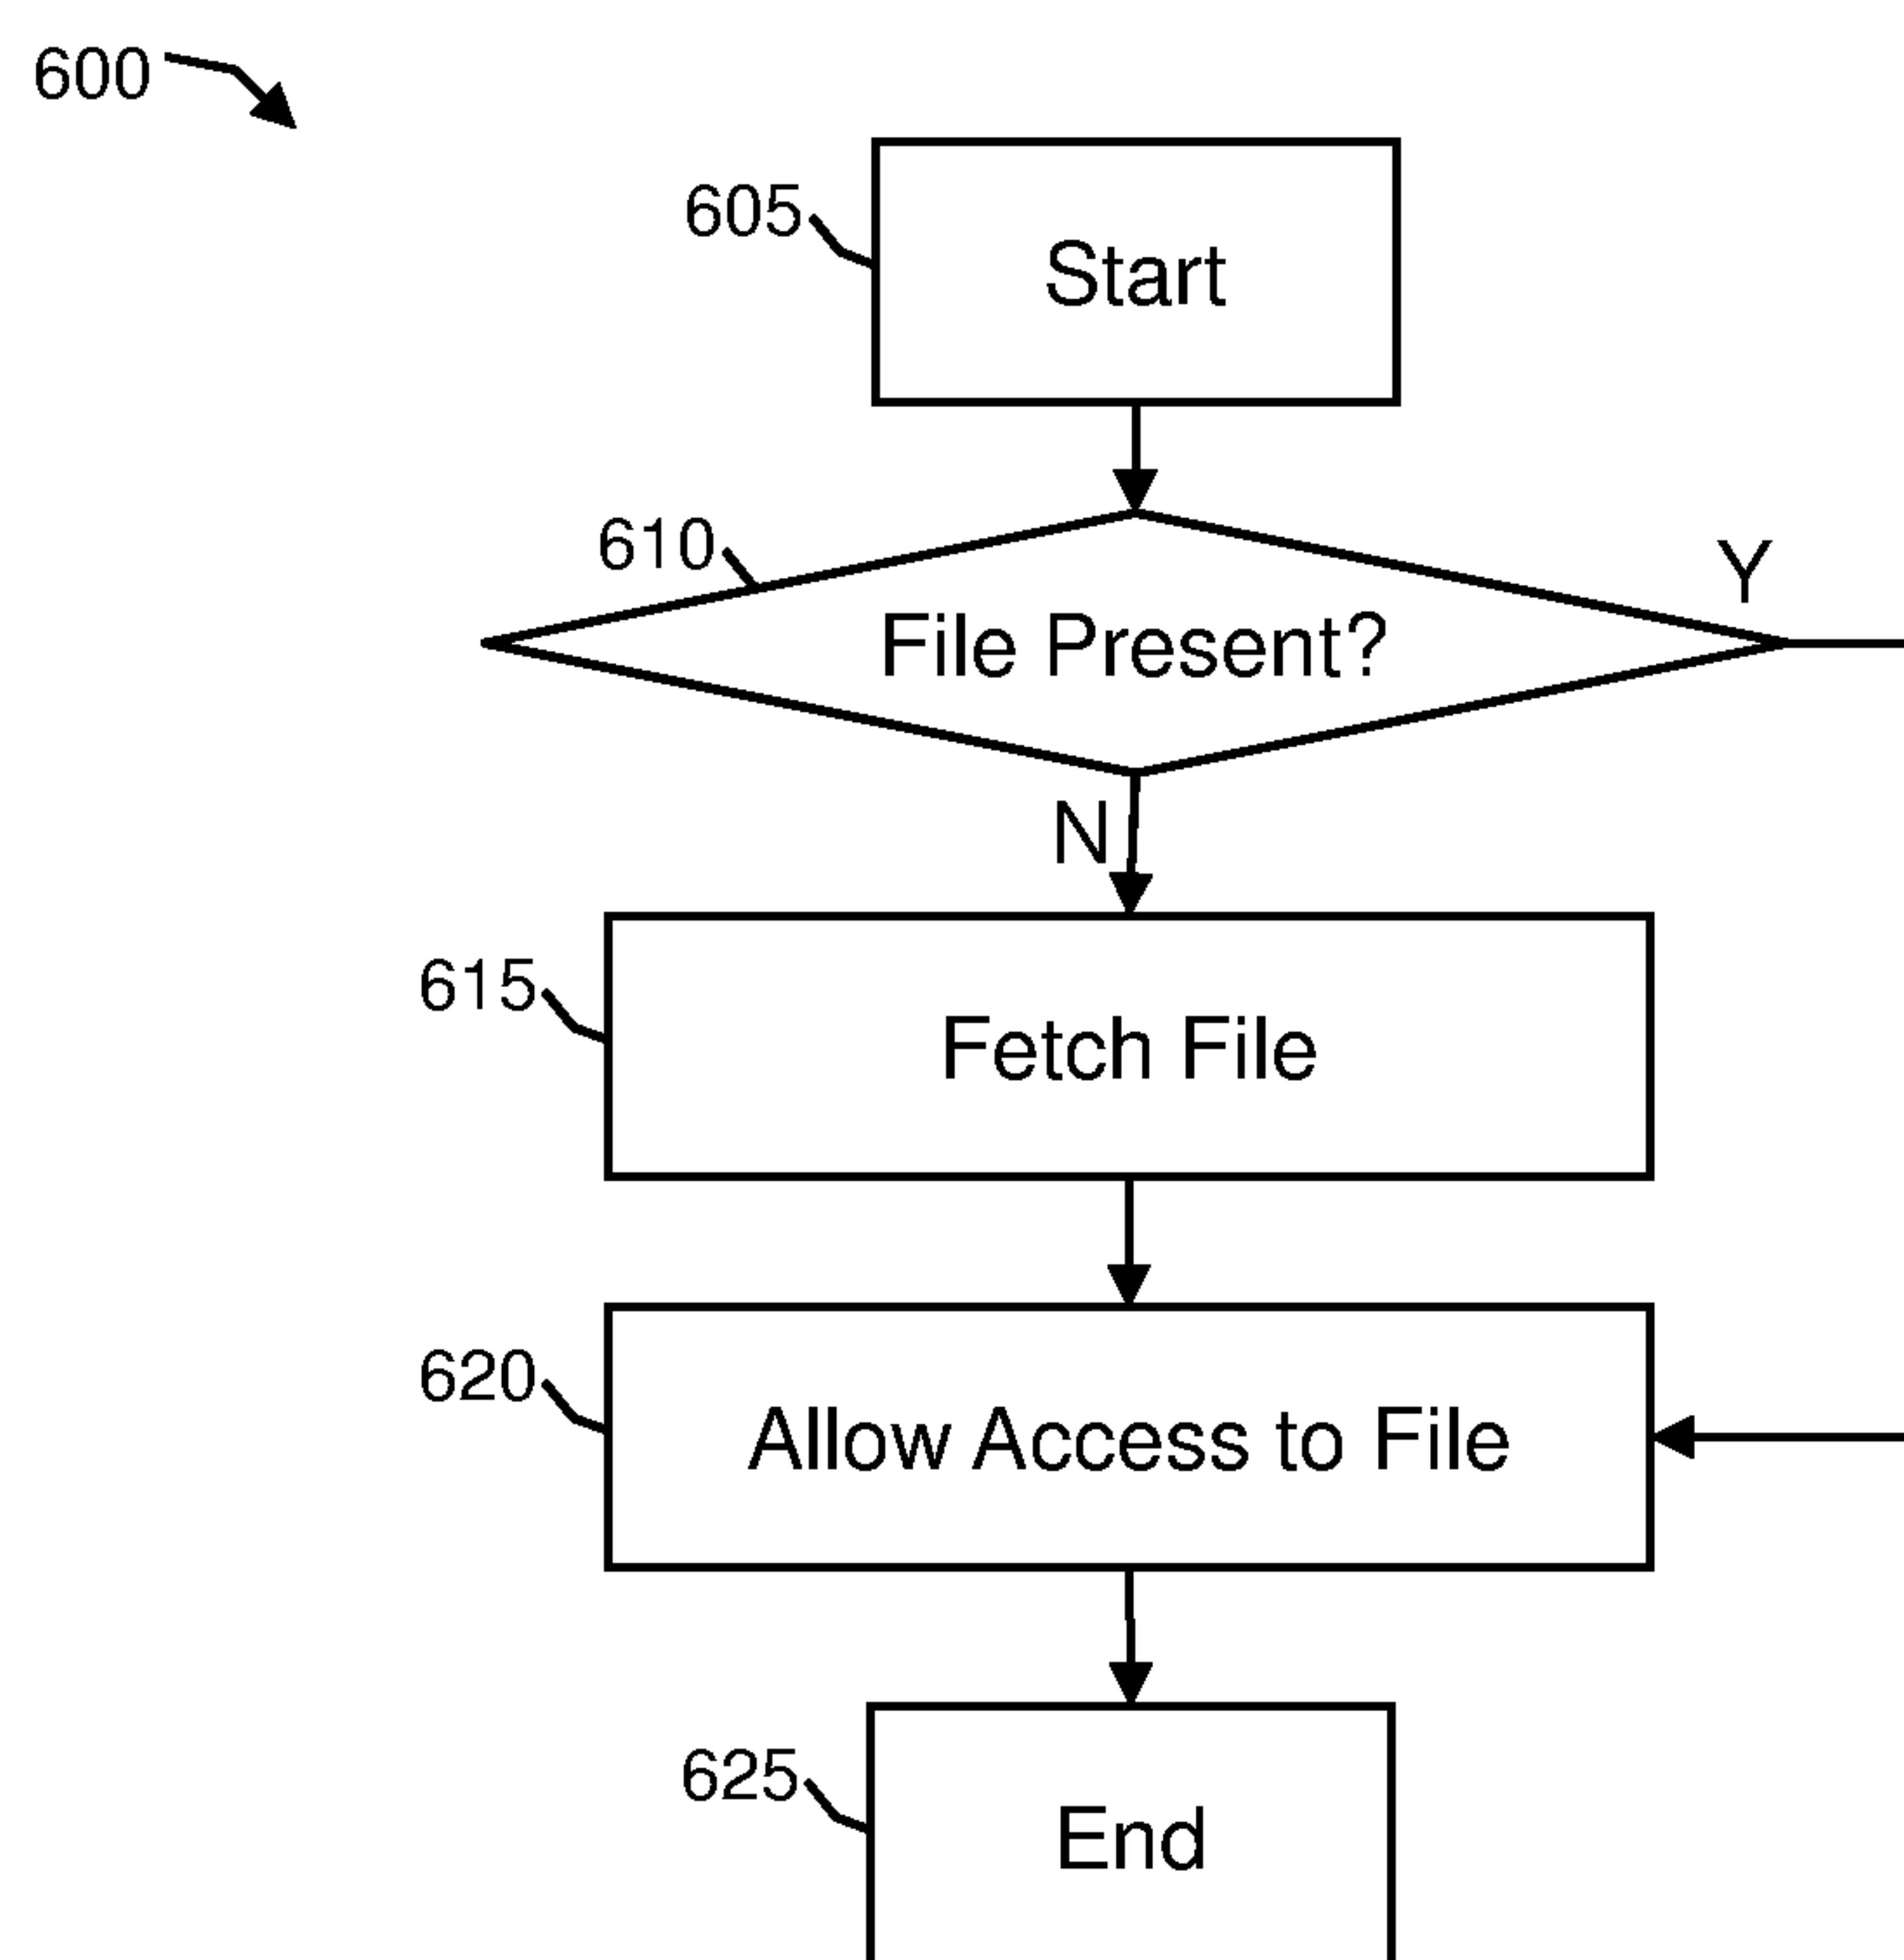 600
605
Start
610
Y
File Present?
N
615
Fetch File
620
Allow Access to File
625
End